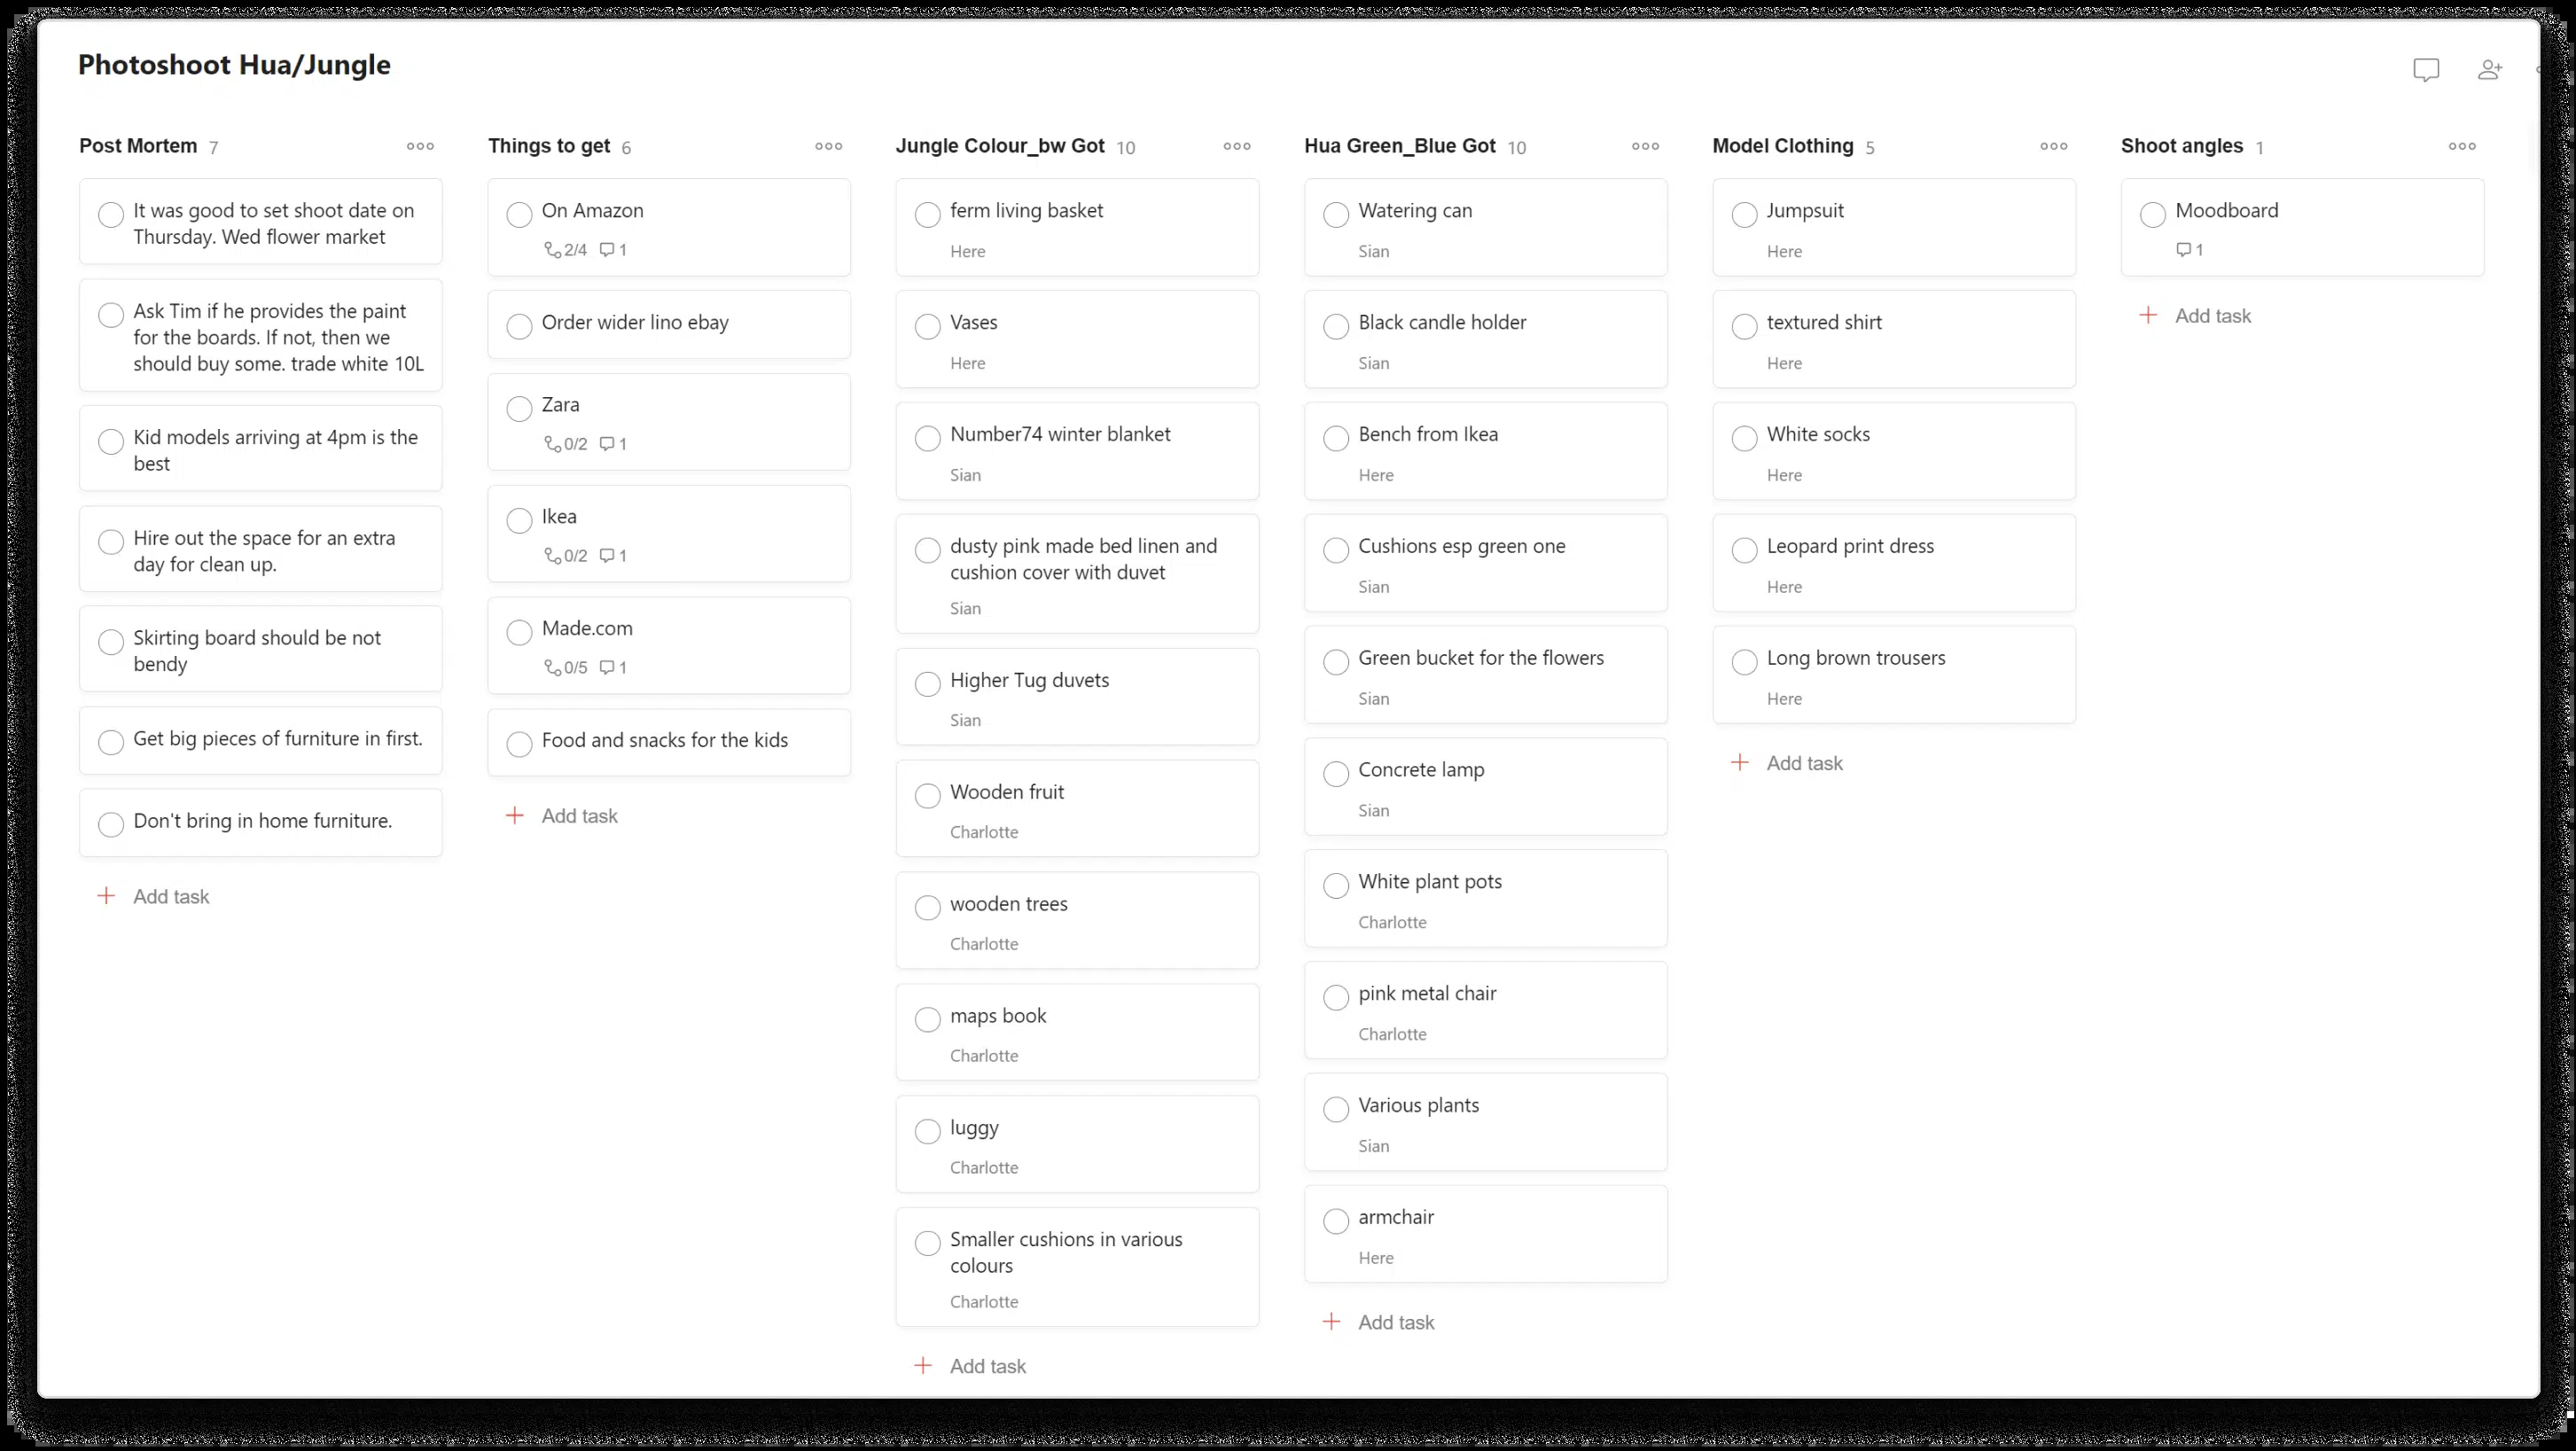 Photoshoot Hua/Jungle
Post Mortem 7
It was good to set shoot date on
Thursday. Wed flower market
Ask Tim if he provides the paint
for the boards. If not, then we
should buy some. trade white 10L
Kid models arriving at 4pm is the
best
Hire out the space for an extra
day for clean up.
Skirting board should be not
bendy
Get big pieces of furniture in first.
Don't bring in home furniture.
Add task
Things to get 6
On Amazon
2/4 1
Order wider lino ebay
Zara
0/2 1
Ikea
0/2 1
Made.com
0/5 1
Food and snacks for the kids
Add task
Jungle Colour_bw Got 10
ferm living basket
Here
Vases
Here
Number74 winter blanket
Sian
dusty pink made bed linen and
cushion cover with duvet
Sian
Higher Tug duvets
Sian
Wooden fruit
Charlotte
wooden trees
Charlotte
maps book
Charlotte
luggy
Charlotte
Smaller cushions in various
colours
Charlotte
Add task
Hua Green_Blue Got 10
Watering can
Sian
Black candle holder
Sian
Bench from Ikea
Here
Cushions esp green one
Sian
Green bucket for the flowers
Sian
Concrete lamp
Sian
White plant pots
Charlotte
pink metal chair
Charlotte
Various plants
Sian
armchair
Here
Add task
Model Clothing 5
Jumpsuit
Here
textured shirt
Here
White socks
Here
Leopard print dress
Here
Long brown trousers
Here
Add task
Shoot angles 1
Moodboard
1
Add task